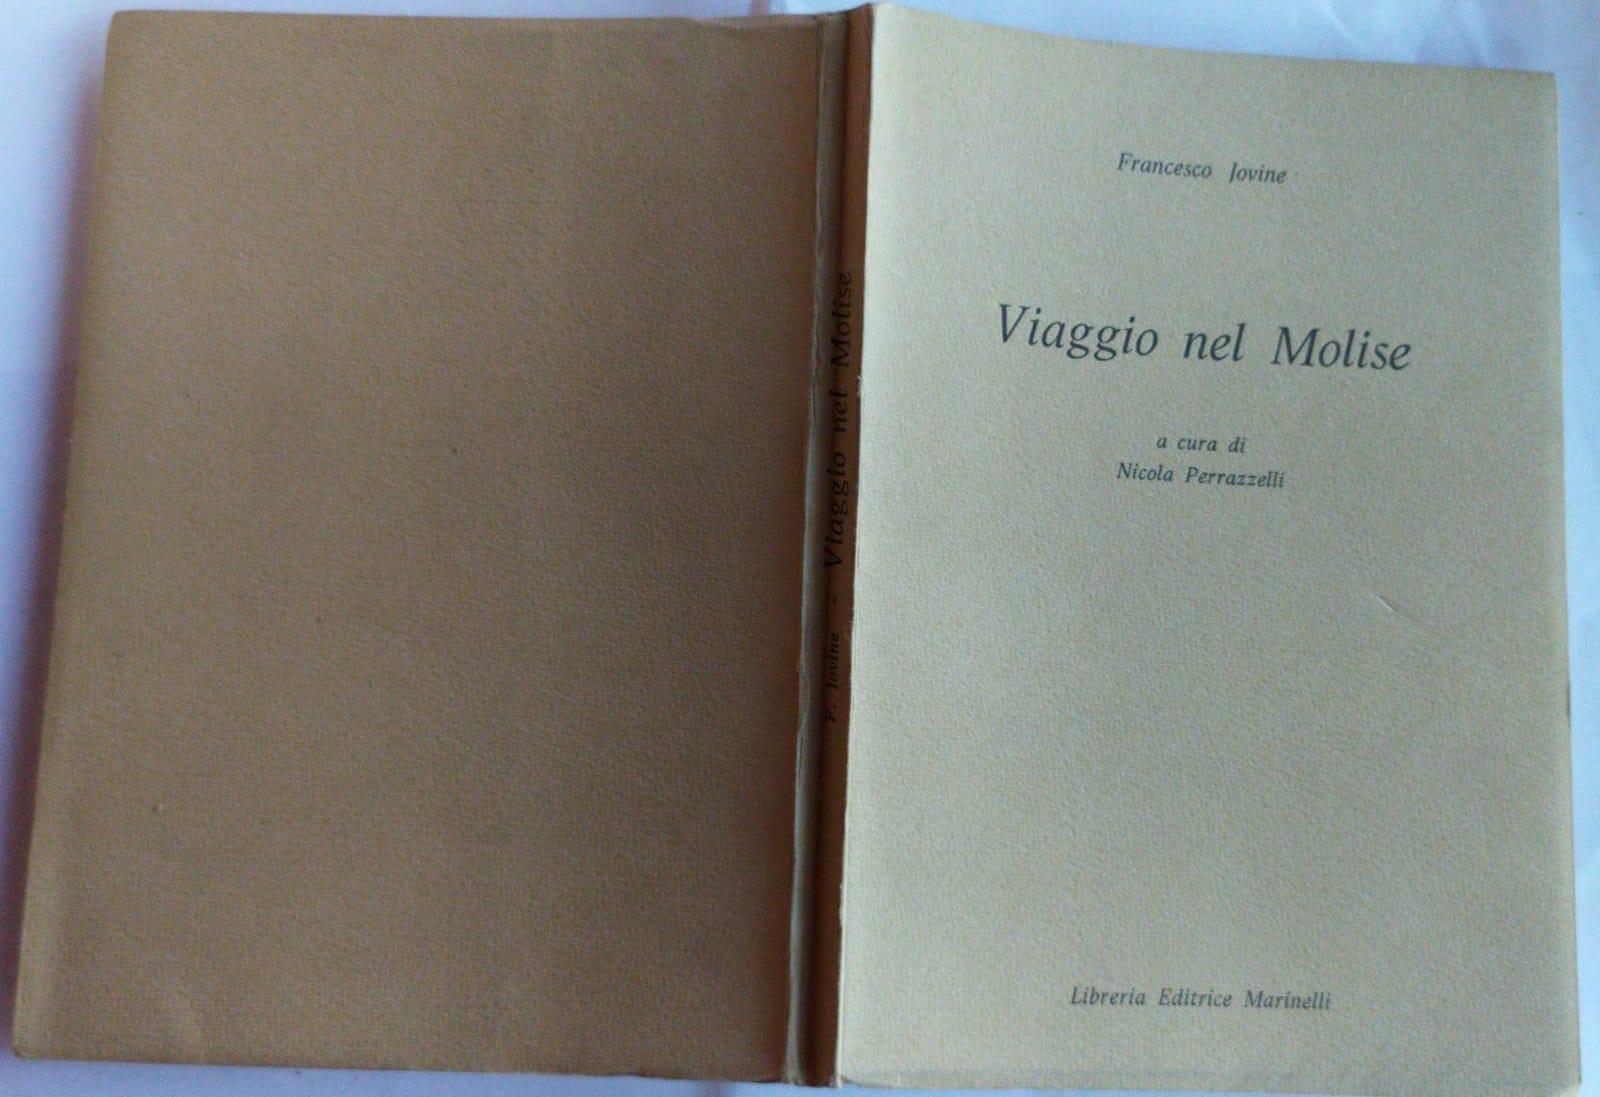 Francesco Jovine
Viaggio nel Molise
a cura di
Nicola Perrazzelli
Libreria Editrice Marinelli
F. Jovine - Viaggio nel Molise